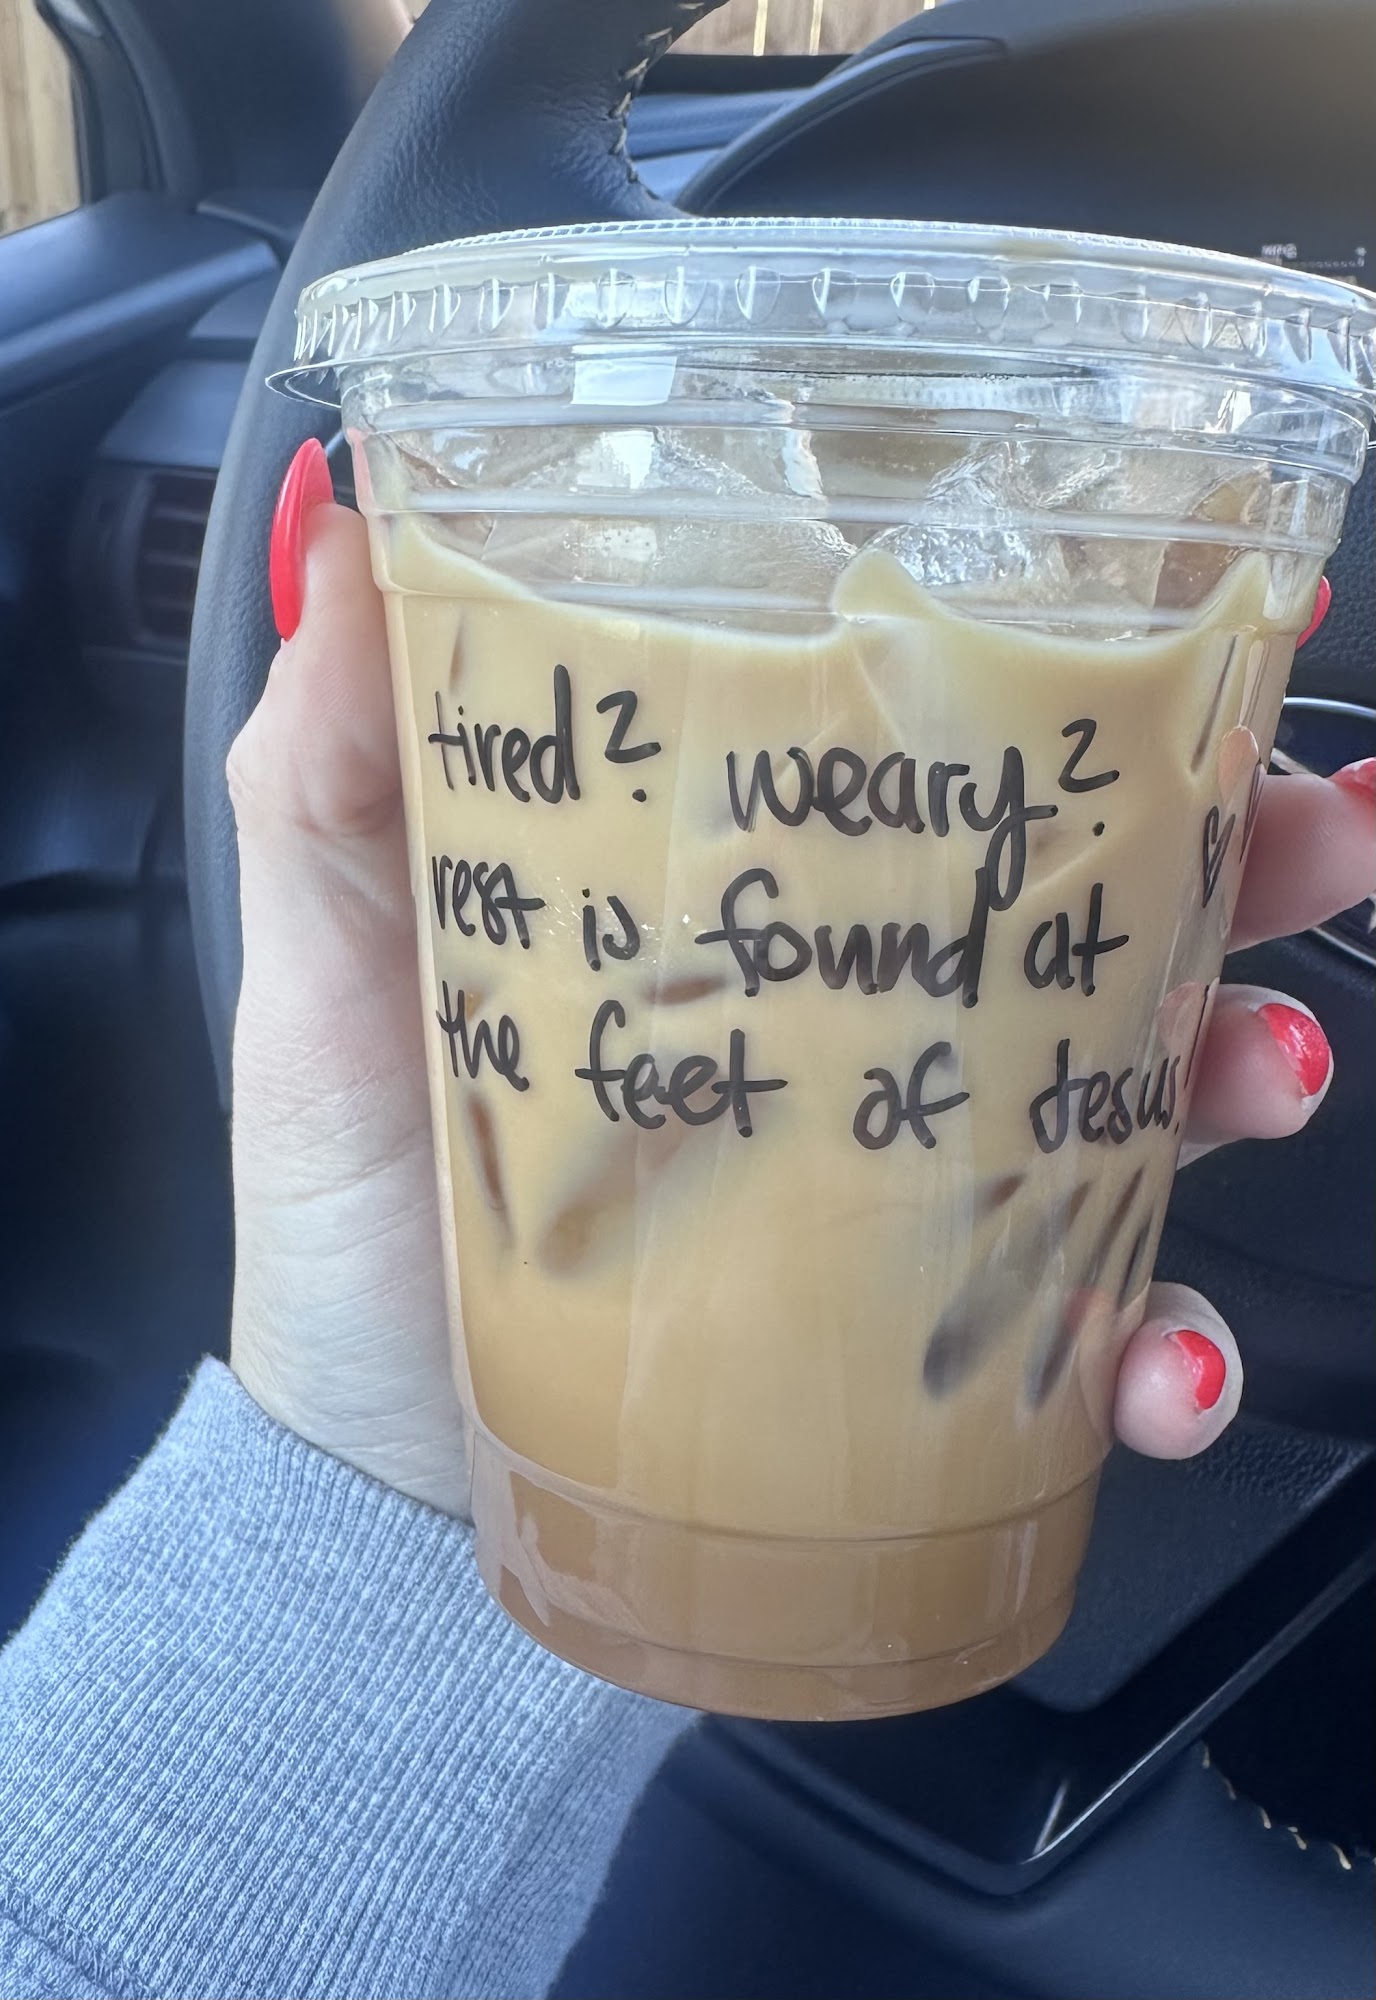 tired? weary?
rest is found at
the feet of Jesus!